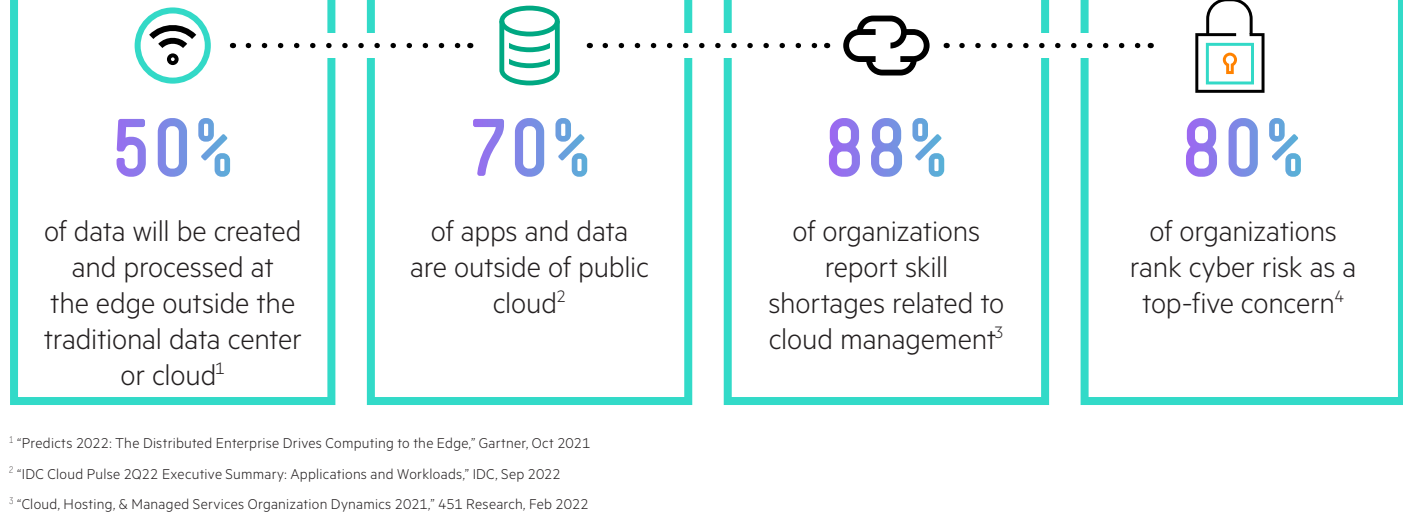 50%
of data will be created
and processed at
the edge outside the
traditional data center
or cloud¹
70%
of apps and data
are outside of public
cloud²
88%
of organizations
report skill
shortages related to
cloud management³
80%
of organizations
rank cyber risk as a
top-five concern⁴
¹ “Predicts 2022: The Distributed Enterprise Drives Computing to the Edge,” Gartner, Oct 2021
² “IDC Cloud Pulse 2Q22 Executive Summary: Applications and Workloads,” IDC, Sep 2022
³ “Cloud, Hosting, & Managed Services Organization Dynamics 2021,” 451 Research, Feb 2022